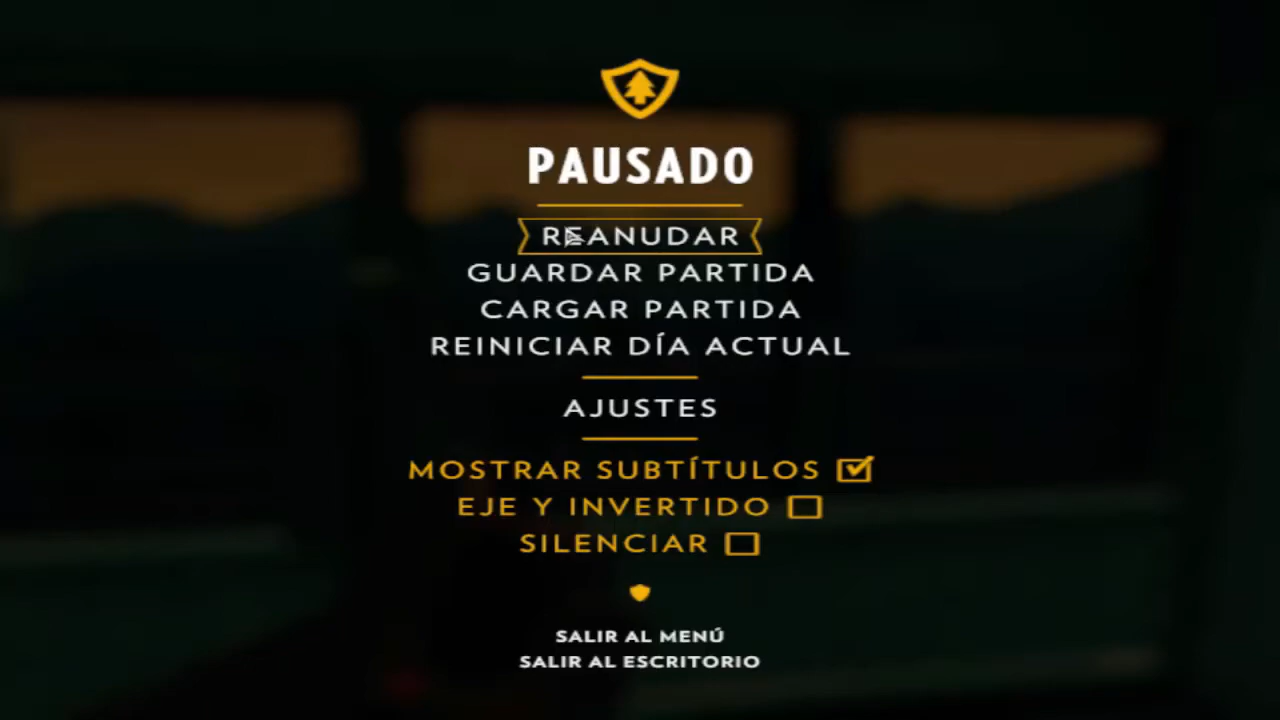 PAUSADO
REANUDAR
GUARDAR PARTIDA
CARGAR PARTIDA
REINICIAR DÍA ACTUAL
AJUSTES
MOSTRAR SUBTÍTULOS
EJE Y INVERTIDO
SILENCIAR
SALIR AL MENÚ
SALIR AL ESCRITORIO